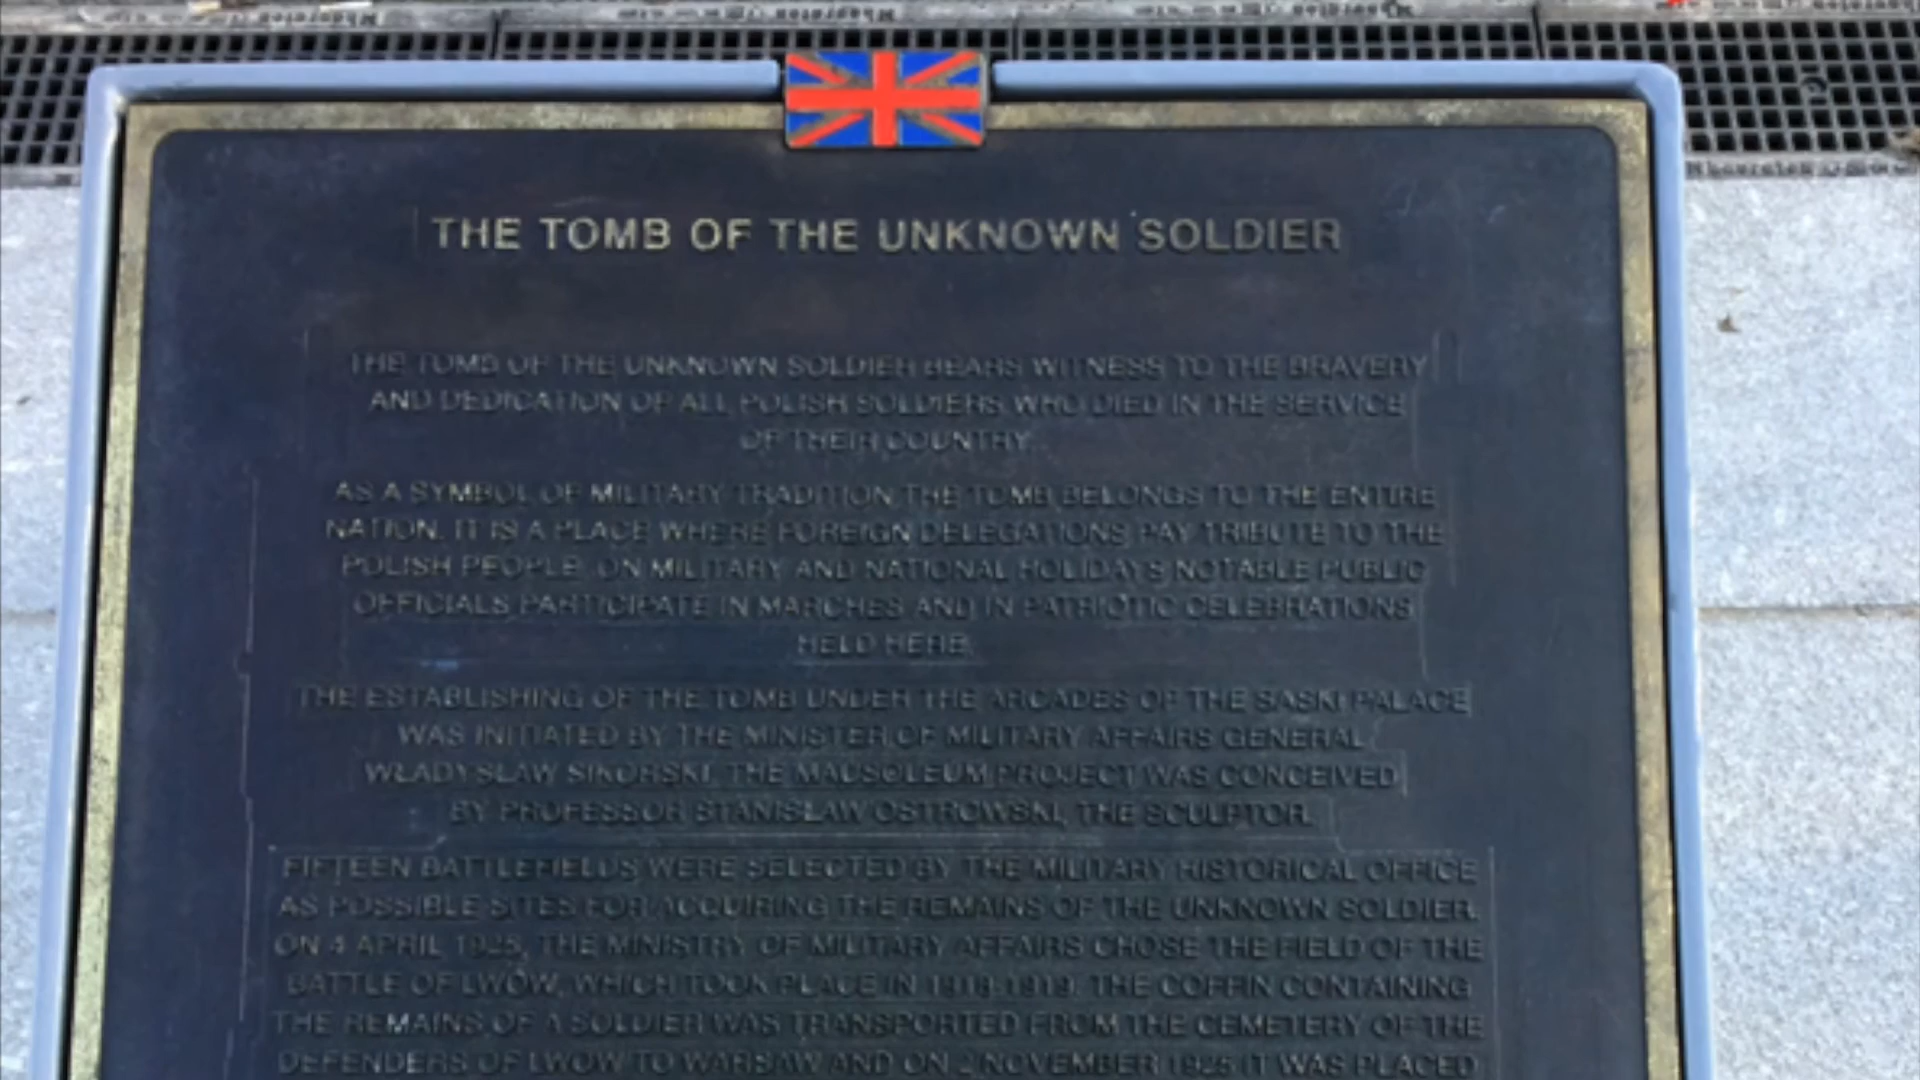 THE TOMB OF THE UNKNOWN SOLDIER
THE TOMB OF THE UNKNOWN SOLDIER BEARS WITNESS TO THE BRAVERY
AND DEDICATION OF ALL POLISH SOLDIERS WHO DIED IN THE SERVICE
OF THEIR COUNTRY.
AS A SYMBOL OF MILITARY TRADITION THE TOMB BELONGS TO THE ENTIRE
NATION. IT IS A PLACE WHERE FOREIGN DELEGATIONS PAY TRIBUTE TO THE
POLISH PEOPLE. ON MILITARY AND NATIONAL HOLIDAYS NOTABLE PUBLIC
OFFICIALS PARTICIPATE IN MARCHES AND IN PATRIOTIC CELEBRATIONS
HELD HERE.
THE ESTABLISHING OF THE TOMB UNDER THE ARCADES OF THE SASKI PALACE
WAS INITIATED BY THE MINISTER OF MILITARY AFFAIRS GENERAL
WŁADYSŁAW SIKORSKI. THE MAUSOLEUM PROJECT WAS CONCEIVED
BY PROFESSOR STANISŁAW OSTROWSKI, THE SCULPTOR.
FIFTEEN BATTLEFIELDS WERE SELECTED BY THE MILITARY HISTORICAL OFFICE
AS POSSIBLE SITES FOR ACQUIRING THE REMAINS OF THE UNKNOWN SOLDIER.
ON 4 APRIL 1925, THE MINISTRY OF MILITARY AFFAIRS CHOSE THE FIELD OF THE
BATTLE OF LWÓW, WHICH TOOK PLACE IN 1918-1919. THE COFFIN CONTAINING
THE REMAINS OF A SOLDIER WAS TRANSPORTED FROM THE CEMETERY OF THE
DEFENDERS OF LWÓW TO WARSAW AND ON 2 NOVEMBER 1925 IT WAS PLACED